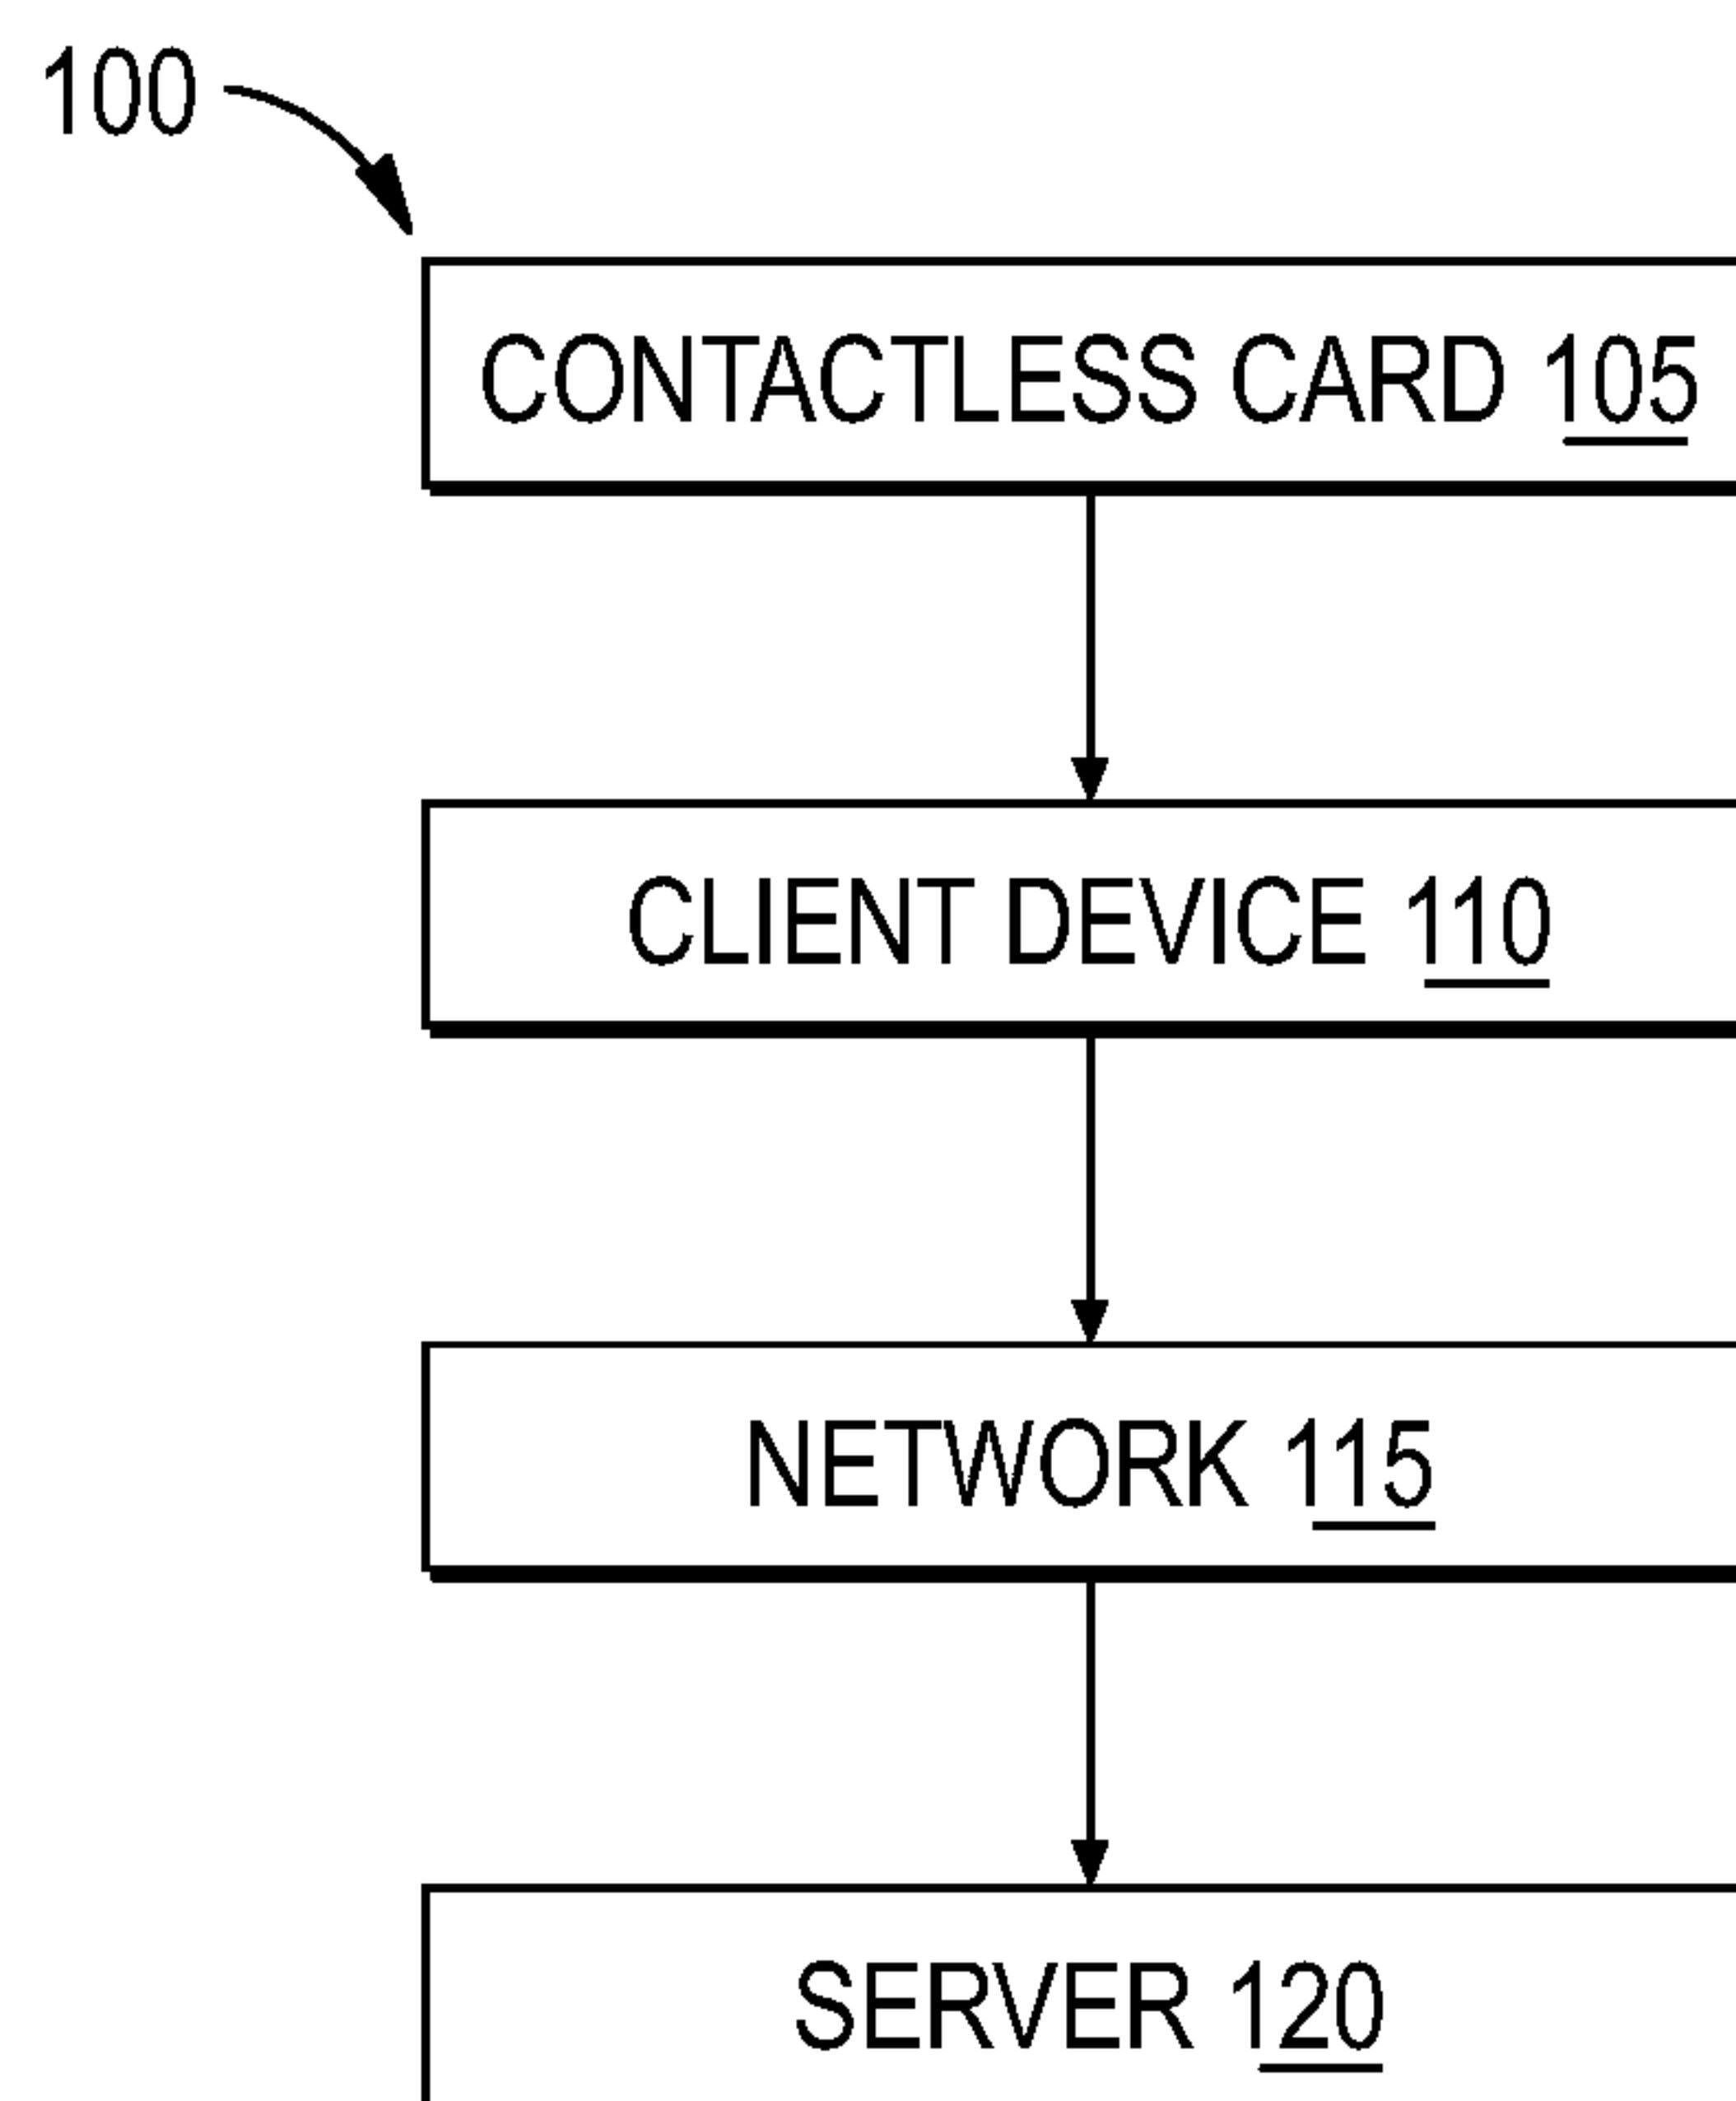 100
CONTACTLESS CARD 105
CLIENT DEVICE 110
NETWORK 115
SERVER 120